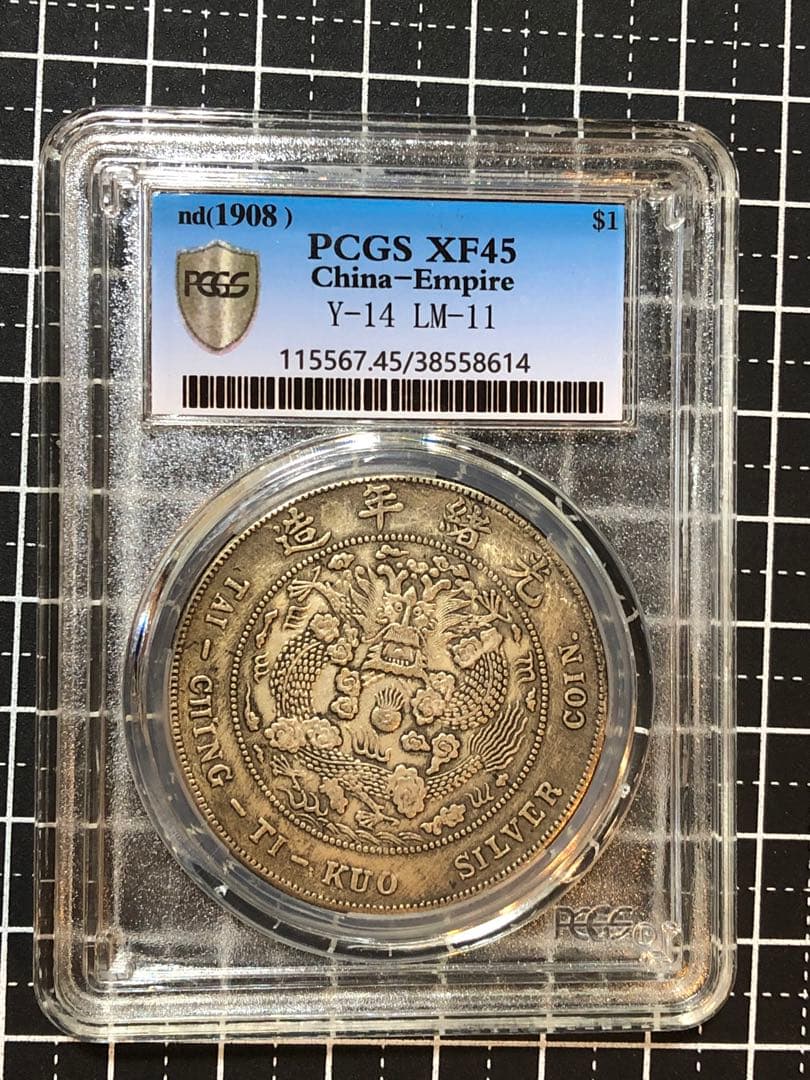 nd(1908) $1
PCGS XF45
PCGS
China-Empire
Y-14 LM-11
115567.45/38558614
造年緒光
TAI-CHING-TI-KUO SILVER COIN.
PCGS